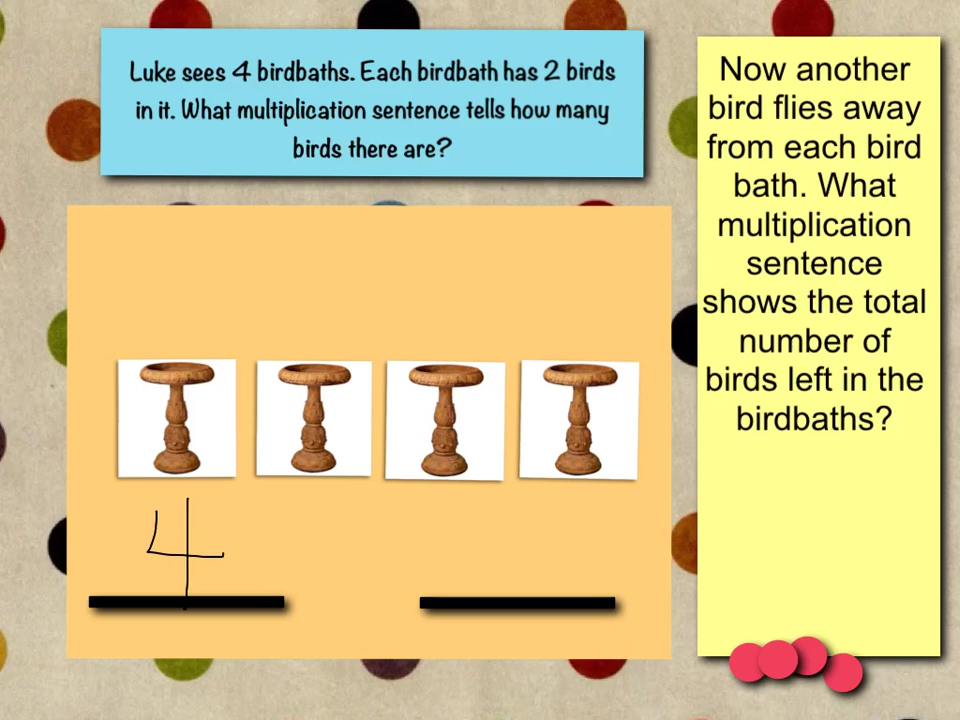 Luke sees 4 birdbaths. Each birdbath has 2 birds
in it. What multiplication sentence tells how many
birds there are?
Now another
bird flies away
from each bird
bath. What
multiplication
sentence
shows the total
number of
birds left in the
birdbaths?
4